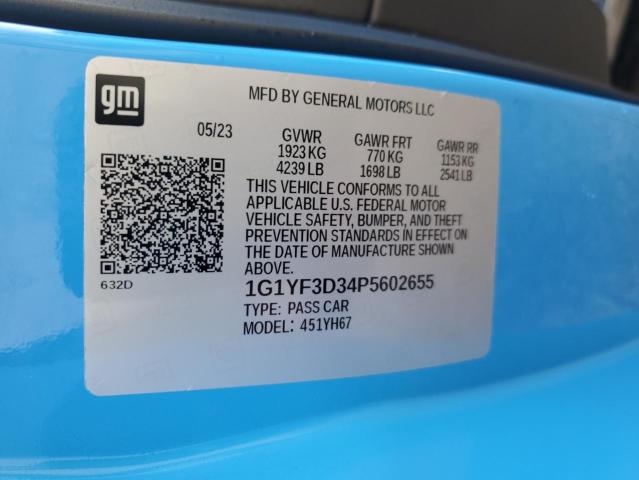 gm
MFD BY GENERAL MOTORS LLC
05/23 GVWR GAWR FRT GAWR RR
1923 KG 770 KG 1153 KG
4239 LB 1698 LB 2541 LB
THIS VEHICLE CONFORMS TO ALL
APPLICABLE U.S. FEDERAL MOTOR
VEHICLE SAFETY, BUMPER, AND THEFT
PREVENTION STANDARDS IN EFFECT ON
THE DATE OF MANUFACTURE SHOWN
ABOVE.
632D
1G1YF3D34P5602655
TYPE: PASS CAR
MODEL: 451YH67